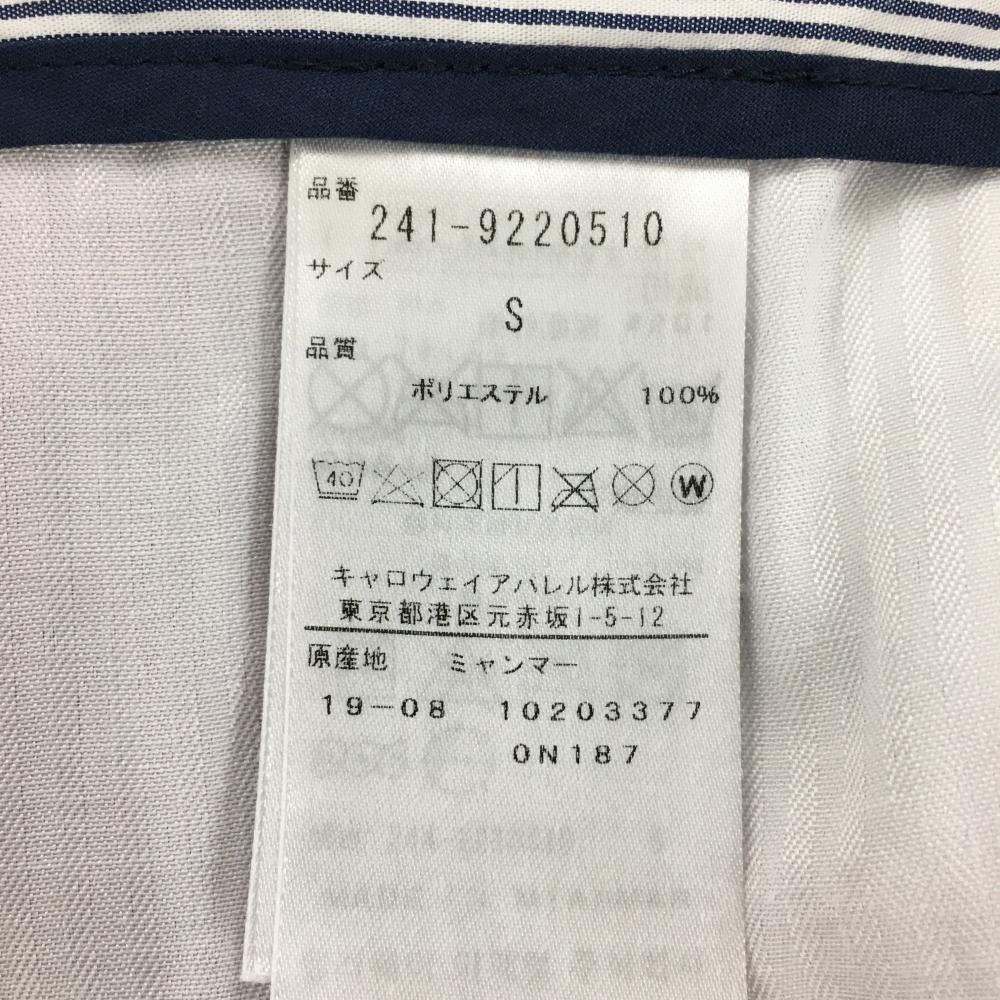 品番
241-9220510
サイズ
S
品質
ポリエステル 100%
40 W
キャロウェイアパレル株式会社
東京都港区元赤坂1-5-12
原産地 ミャンマー
19-08 10203377
0N187